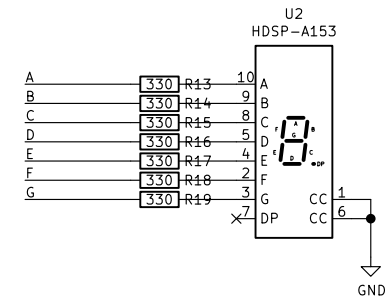 U2
HDSP-A153
A 330 R13 10 A
B 330 R14 9 B
C 330 R15 8 C
D 330 R16 5 D
E 330 R17 4 E
F 330 R18 2 F
G 330 R19 3 G
7 DP
A
F B
G
E C
D DP
CC 1
CC 6
GND